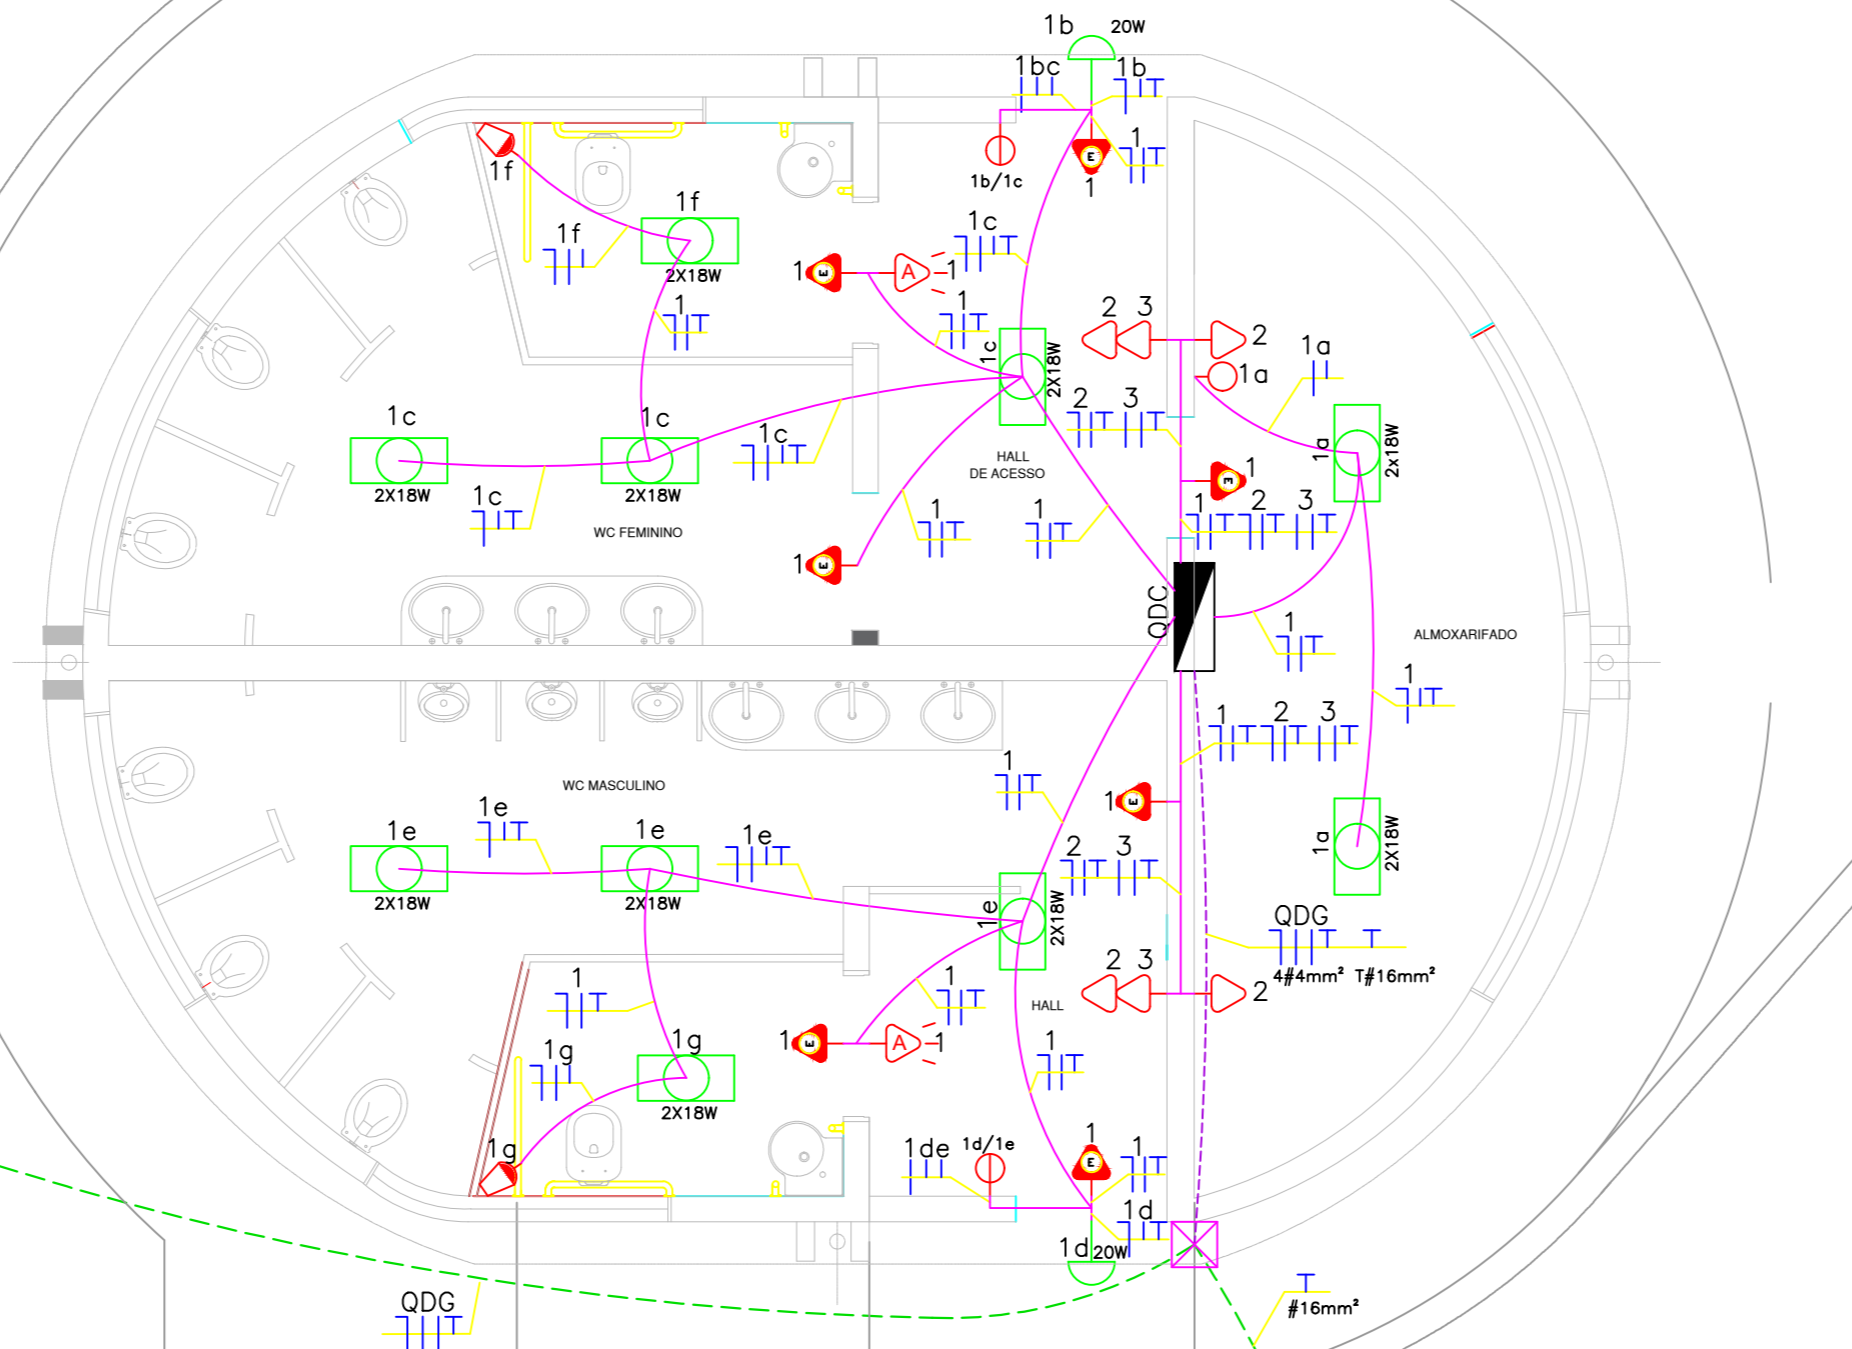 1b 20W
1bc 1b
T
1
T
1f
1b/1c
1
1f
1f
1c
T
2X18W
E
1 E A 1
1
T
1
T
2 3 2
1c
2X18W
1a
1a
1c
1c
2 3
T T
1a
2x18W
1c
T
HALL
DE ACESSO
1
E
2X18W
2X18W
1c
T
1 2 3
T T T
1
T
1
T
WC FEMININO
1 E
QDC
1
T
ALMOXARIFADO
1
T
1 2 3
T T T
1
T
WC MASCULINO
1e
T
1e
1e
T
1e
1 E
2X18W
2X18W
2 3
T T
1a
2X18W
1e
2X18W
QDG
T T
4#4mm² T#16mm²
1
T
1
T
HALL
2 3 2
1 E A 1
1g
1
T
1g
2X18W
1g
1de
1d/1e
1
E
1
T
1d
T
1d 20W
QDG
T
T
#16mm²